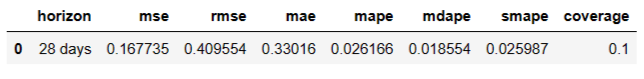 horizon mse rmse mae mape mdape smape coverage
0 28 days 0.167735 0.409554 0.33016 0.026166 0.018554 0.025987 0.1